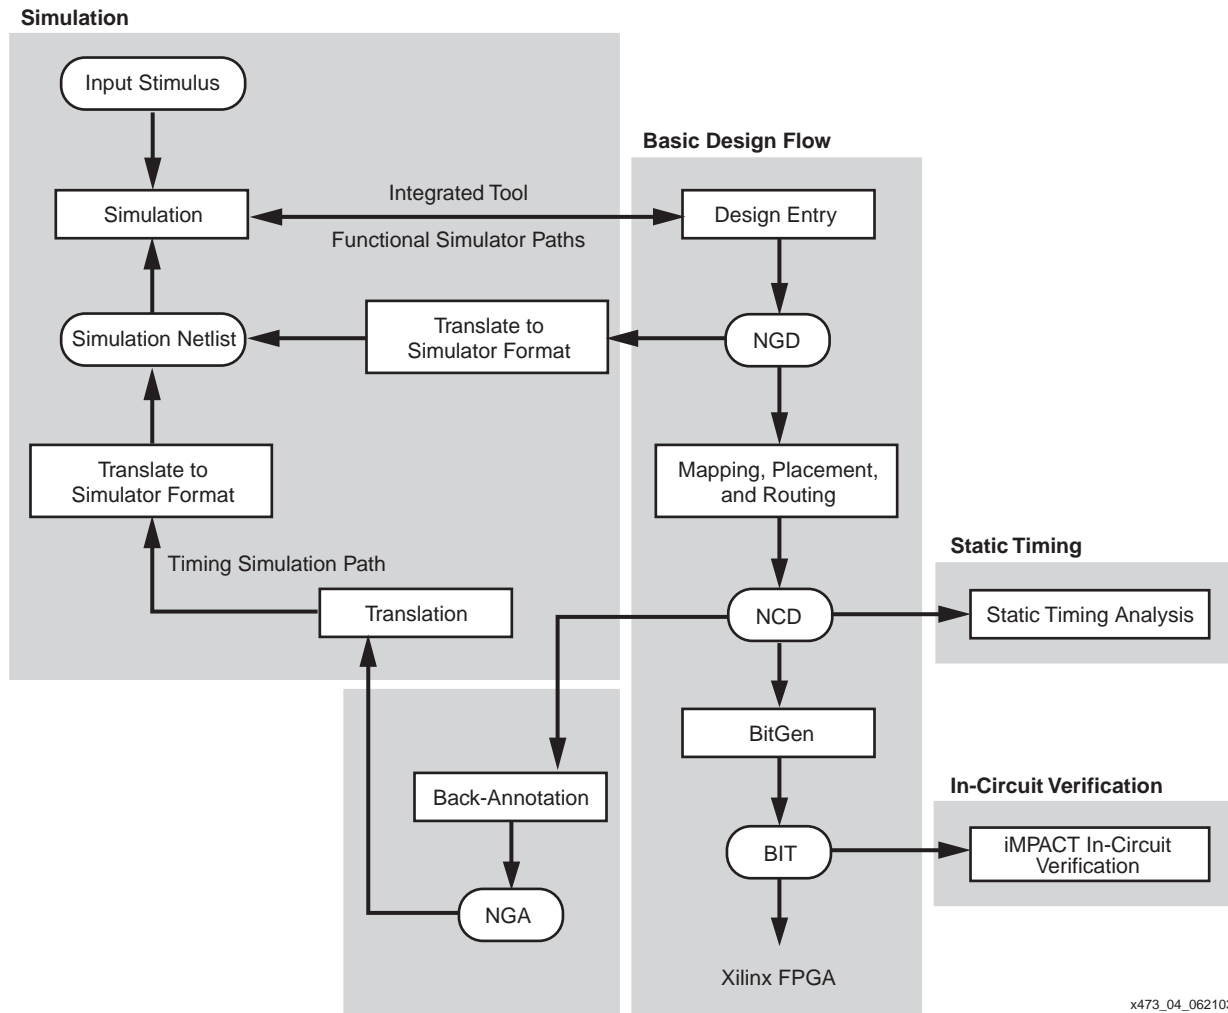 Simulation
Input Stimulus
Basic Design Flow
Integrated Tool
Simulation
Design Entry
Functional Simulator Paths
Translate to
Simulator Format
Simulation Netlist
NGD
Translate to
Simulator Format
Mapping, Placement,
and Routing
Static Timing
Timing Simulation Path
Translation
NCD
Static Timing Analysis
BitGen
Back-Annotation
In-Circuit Verification
BIT
iMPACT In-Circuit
Verification
NGA
Xilinx FPGA
x473_04_062103